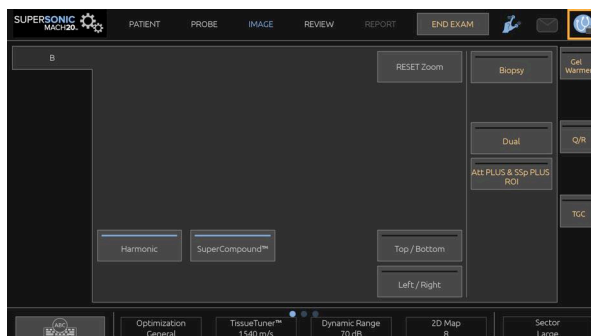 SUPERSONIC
MACH20
PATIENT PROBE IMAGE REVIEW REPORT END EXAM
B
RESET Zoom
Biopsy
Gel
Warmer
Dual
Q/R
Att PLUS & SSp PLUS
ROI
TGC
Harmonic SuperCompound™ Top / Bottom
Left / Right
ABC
Optimization TissueTuner™ Dynamic Range 2D Map Sector
General 1540 m/s 70 dB 8 Large